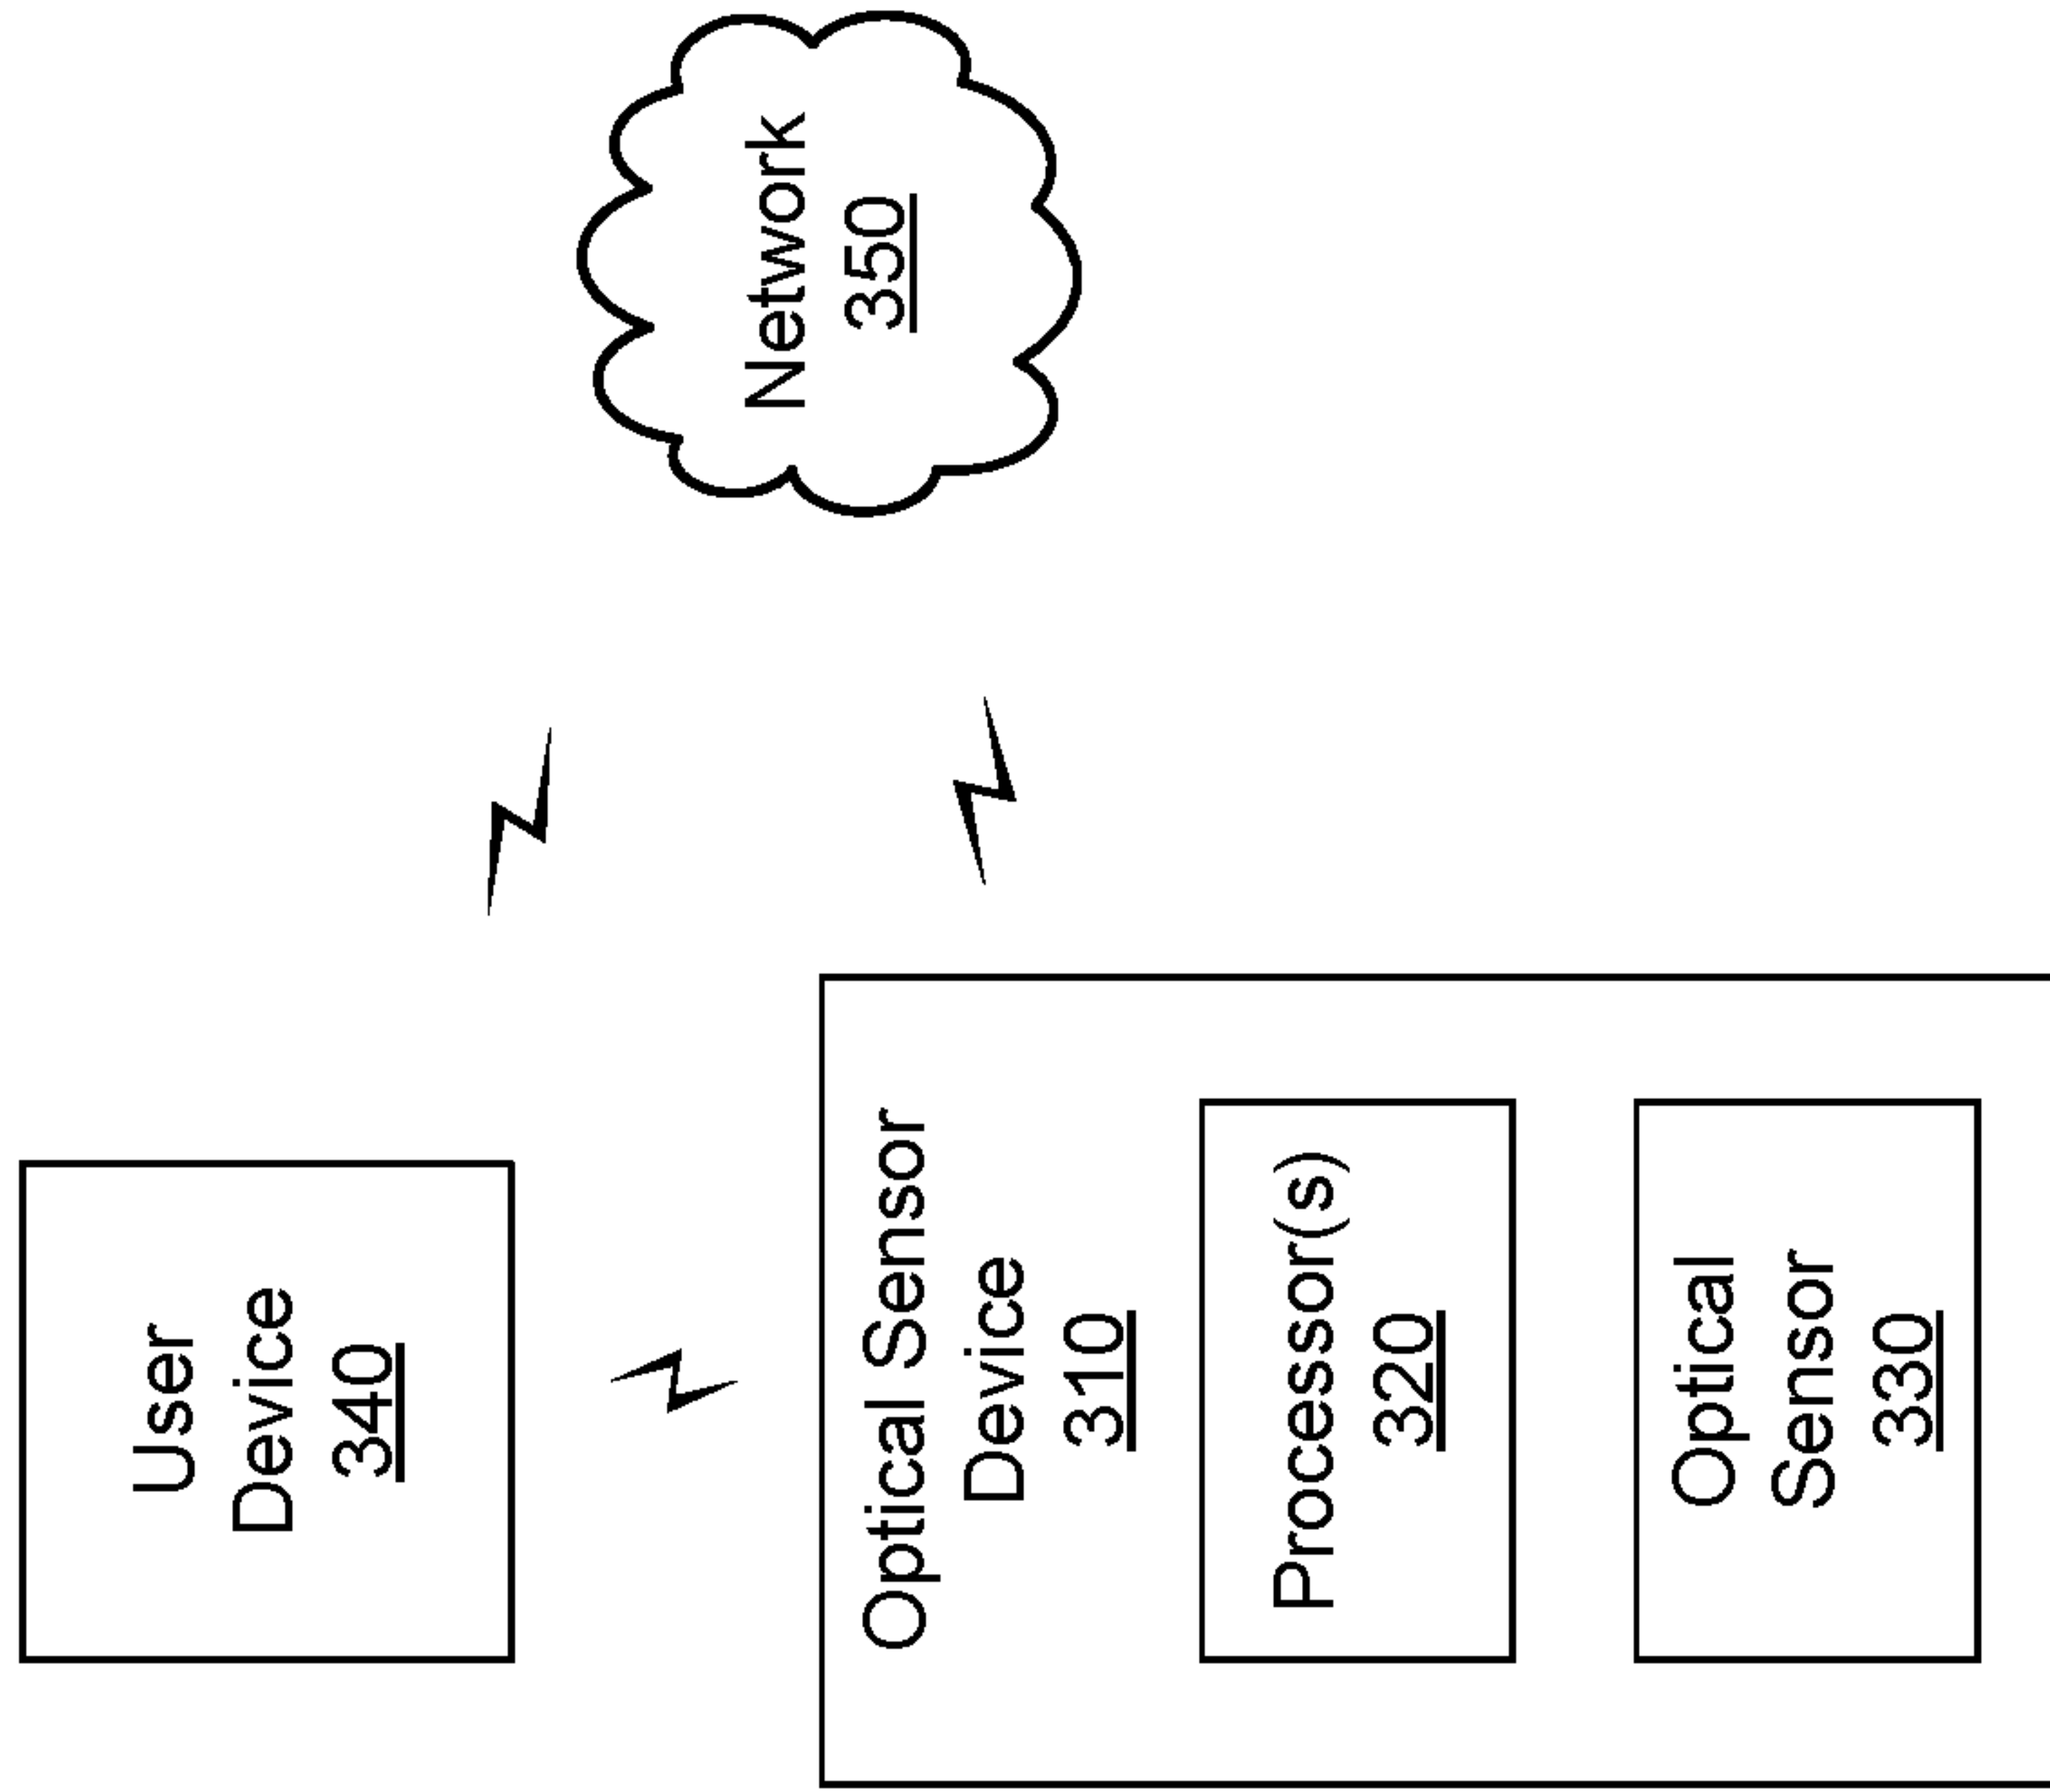 User
Device
340
Optical Sensor
Device
310
Processor(s)
320
Optical
Sensor
330
Network
350